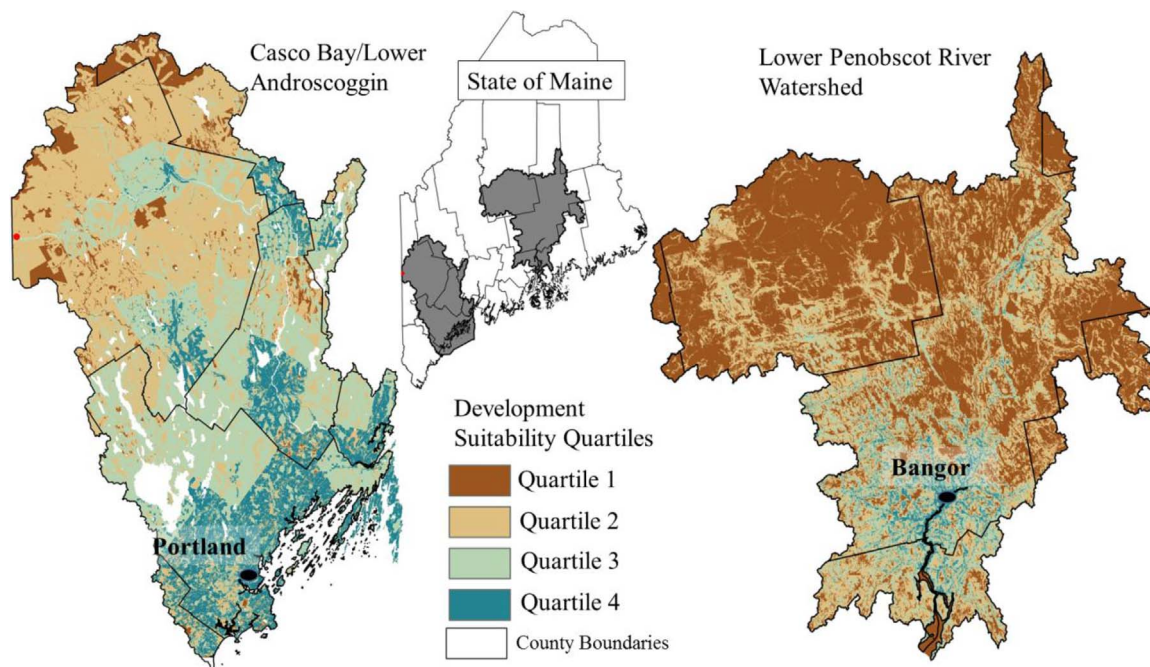 Casco Bay/Lower
Androscoggin
State of Maine
Lower Penobscot River
Watershed
Development
Suitability Quartiles
Quartile 1
Quartile 2
Quartile 3
Quartile 4
County Boundaries
Portland
Bangor